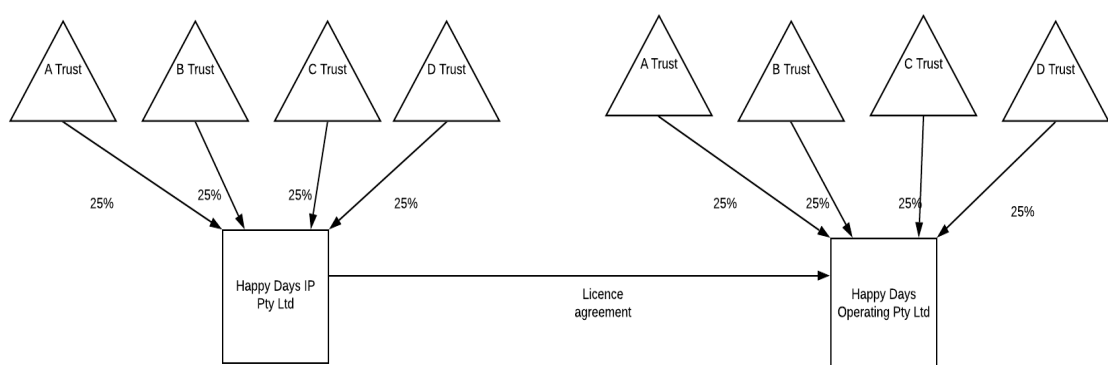 A Trust
B Trust
C Trust
D Trust
A Trust
B Trust
C Trust
D Trust
25%
25%
25%
25%
25%
25%
25%
25%
Happy Days IP
Pty Ltd
Licence
agreement
Happy Days
Operating Pty Ltd